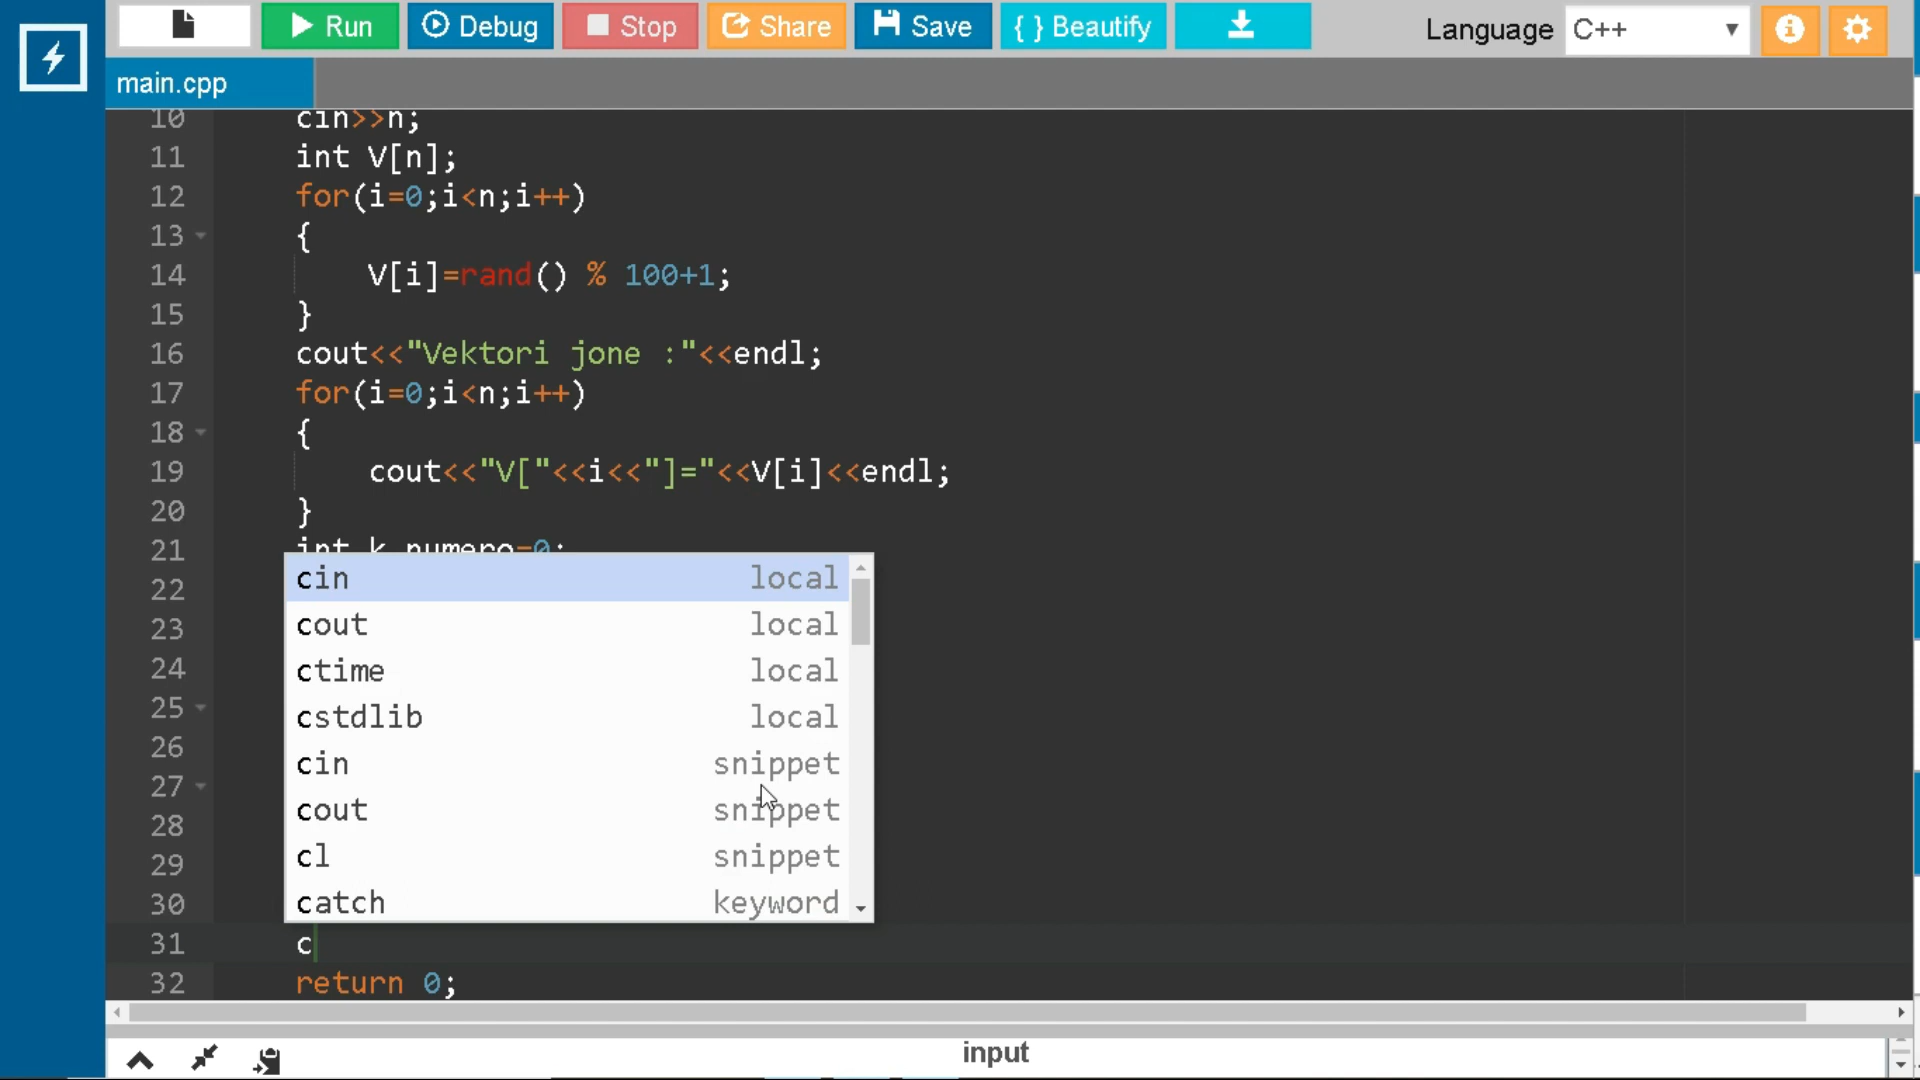 Run Debug Stop Share Save { } Beautify Language C++
main.cpp
10 cin>>n;
11 int V[n];
12 for(i=0;i<n;i++)
13 {
14 V[i]=rand() % 100+1;
15 }
16 cout<<"Vektori jone :"<<endl;
17 for(i=0;i<n;i++)
18 {
19 cout<<"V["<<i<<"]="<<V[i]<<endl;
20 }
21 int k,numero=0;
22
23
24
25
26
27
28
29
30
cin local
cout local
ctime local
cstdlib local
cin snippet
cout snippet
cl snippet
catch keyword
31 c
32 return 0;
input